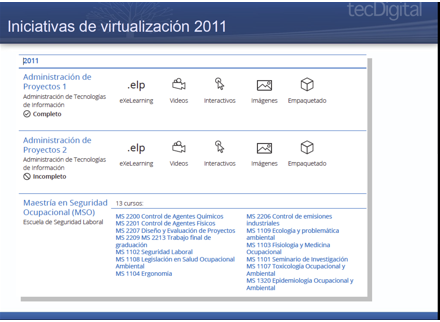 tecDigital
Iniciativas de virtualización 2011
2011
Administración de
Proyectos 1
Administración de Tecnologías
de Información
Completo
.elp
eXeLearning
Videos
Interactivos
Imágenes
Empaquetado
Administración de
Proyectos 2
Administración de Tecnologías
de Información
Incompleto
.elp
eXeLearning
Videos
Interactivos
Imágenes
Empaquetado
Maestría en Seguridad
Ocupacional (MSO)
Escuela de Seguridad Laboral
13 cursos:
MS 2200 Control de Agentes Químicos
MS 2201 Control de Agentes Físicos
MS 2207 Diseño y Evaluación de Proyectos
MS 2209 MS 2213 Trabajo final de
graduación
MS 1102 Seguridad Laboral
MS 1108 Legislación en Salud Ocupacional
Ambiental
MS 1104 Ergonomía
MS 2206 Control de emisiones
industriales
MS 1109 Ecología y problemática
ambiental
MS 1103 Fisiología y Medicina
Ocupacional
MS 1101 Seminario de Investigación
MS 1107 Toxicología Ocupacional y
Ambiental
MS 1320 Epidemiología Ocupacional y
Ambiental